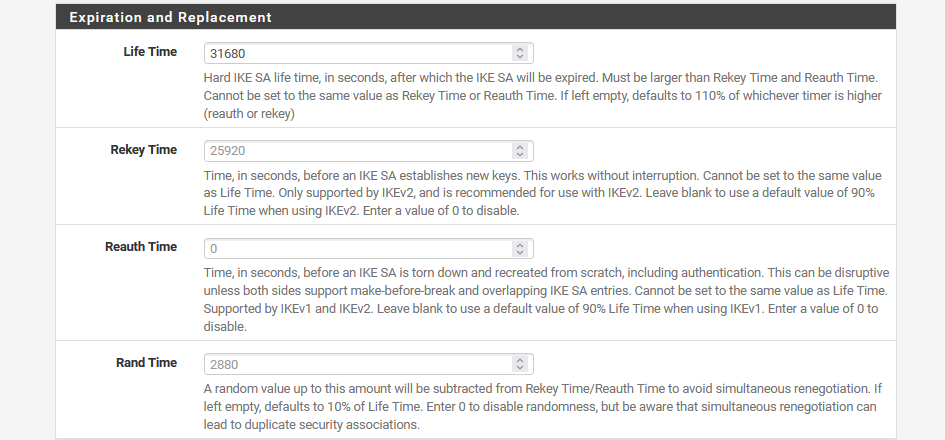 Expiration and Replacement
Life Time
31680
Hard IKE SA life time, in seconds, after which the IKE SA will be expired. Must be larger than Rekey Time and Reauth Time.
Cannot be set to the same value as Rekey Time or Reauth Time. If left empty, defaults to 110% of whichever timer is higher
(reauth or rekey)
Rekey Time
25920
Time, in seconds, before an IKE SA establishes new keys. This works without interruption. Cannot be set to the same value
as Life Time. Only supported by IKEv2, and is recommended for use with IKEv2. Leave blank to use a default value of 90%
Life Time when using IKEv2. Enter a value of 0 to disable.
Reauth Time
0
Time, in seconds, before an IKE SA is torn down and recreated from scratch, including authentication. This can be disruptive
unless both sides support make-before-break and overlapping IKE SA entries. Cannot be set to the same value as Life Time.
Supported by IKEv1 and IKEv2. Leave blank to use a default value of 90% Life Time when using IKEv1. Enter a value of 0 to
disable.
Rand Time
2880
A random value up to this amount will be subtracted from Rekey Time/Reauth Time to avoid simultaneous renegotiation. If
left empty, defaults to 10% of Life Time. Enter 0 to disable randomness, but be aware that simultaneous renegotiation can
lead to duplicate security associations.